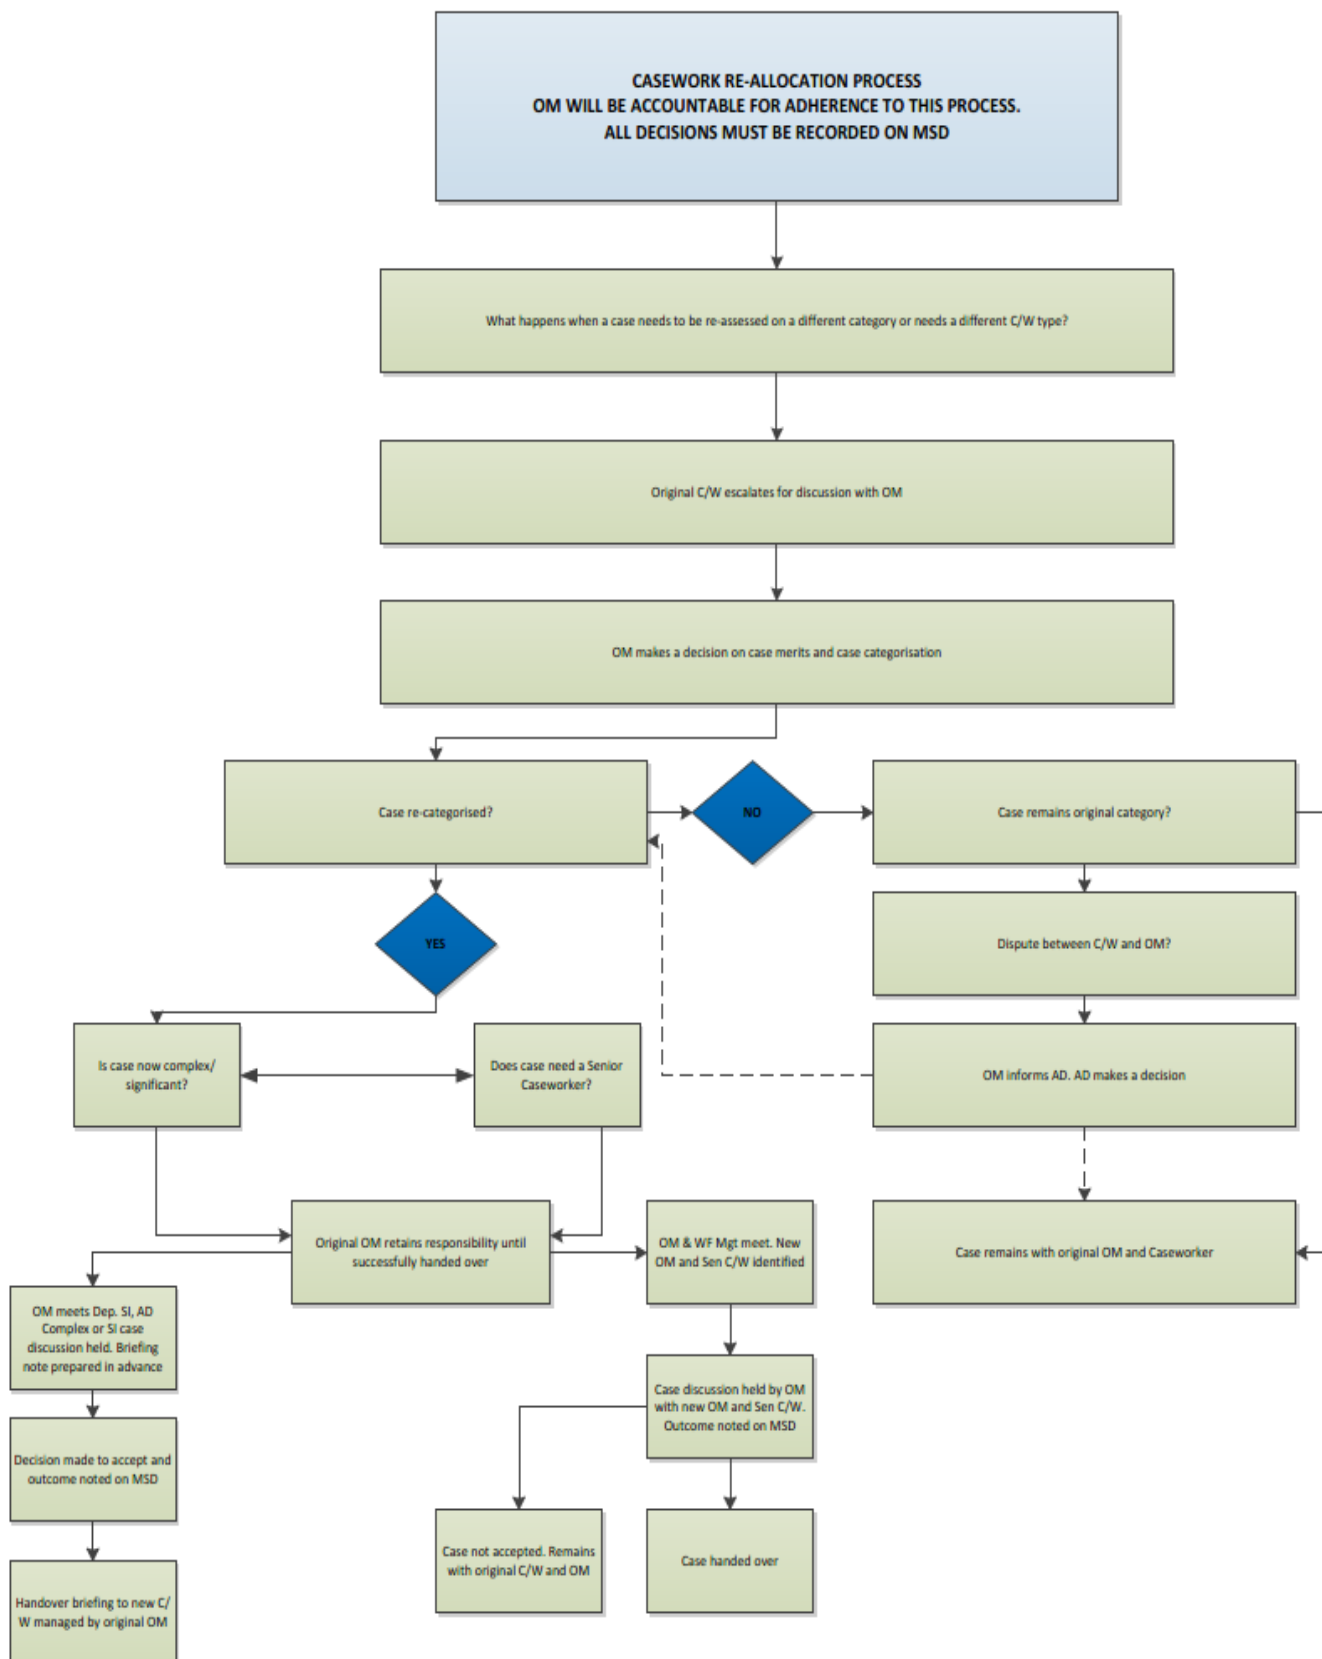 CASEWORK RE-ALLOCATION PROCESS
OM WILL BE ACCOUNTABLE FOR ADHERENCE TO THIS PROCESS.
ALL DECISIONS MUST BE RECORDED ON MSD
What happens when a case needs to be re-assessed on a different category or needs a different C/W type?
Original C/W escalates for discussion with OM
OM makes a decision on case merits and case categorisation
Case re-categorised?
NO
Case remains original category?
YES
Dispute between C/W and OM?
Is case now complex/
significant?
Does case need a Senior
Caseworker?
OM informs AD. AD makes a decision
Original OM retains responsibility until
successfully handed over
OM & WF Mgt meet. New
OM and Sen C/W identified
Case remains with original OM and Caseworker
OM meets Dep. SI, AD
Complex or SI case
discussion held. Briefing
note prepared in advance
Case discussion held by OM
with new OM and Sen C/W.
Outcome noted on MSD
Decision made to accept and
outcome noted on MSD
Case not accepted. Remains
with original C/W and OM
Case handed over
Handover briefing to new C/
W managed by original OM